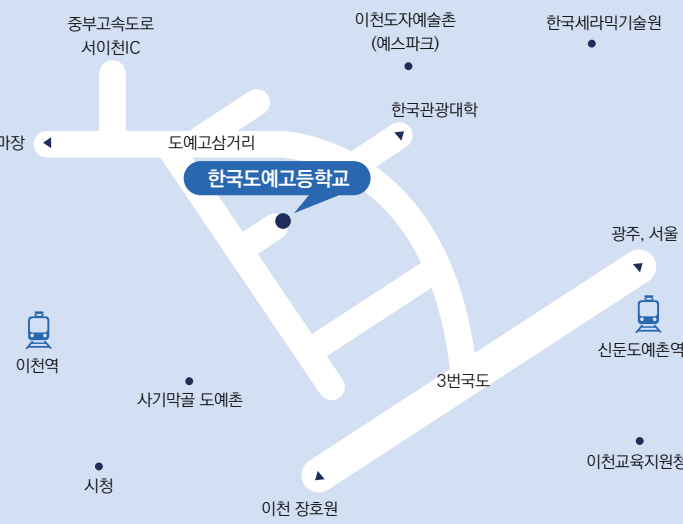 중부고속도로
서이천IC
이천도자예술촌
(예스파크)
한국세라믹기술원
한국관광대학
마장
도예고삼거리
한국도예고등학교
광주, 서울
이천역
신둔도예촌역
3번국도
사기막골 도예촌
이천교육지원청
시청
이천 장호원